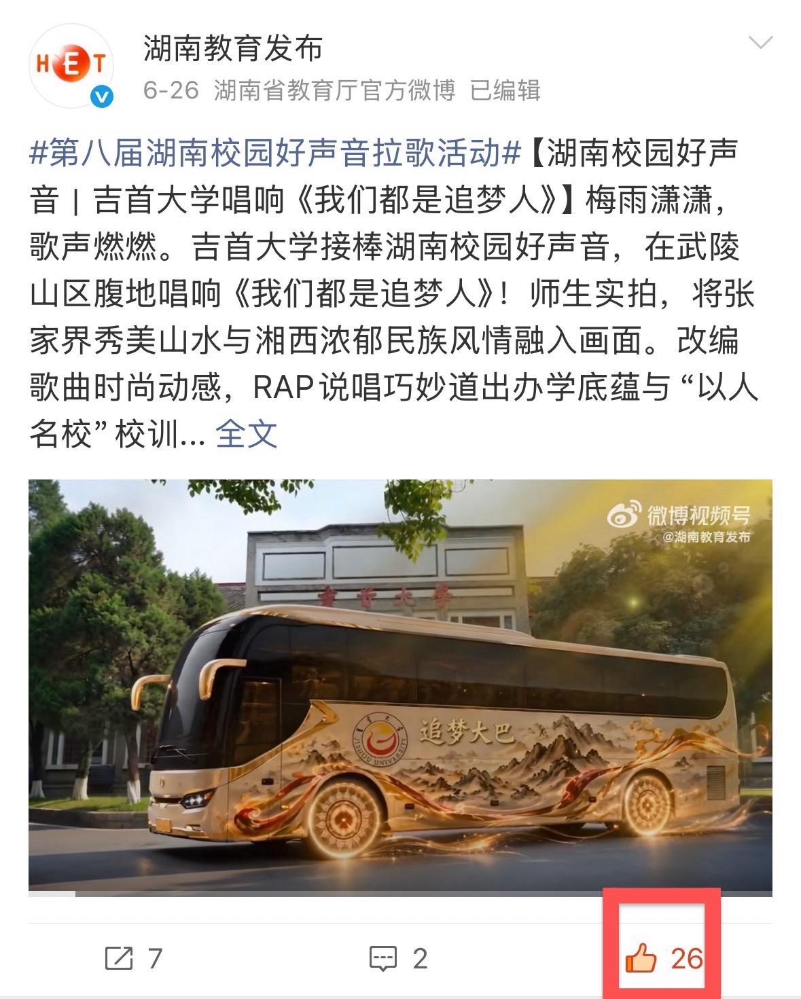 HET
湖南教育发布
6-26 湖南省教育厅官方微博 已编辑
#第八届湖南校园好声音拉歌活动#【湖南校园好声
音 | 吉首大学唱响《我们都是追梦人》】梅雨潇潇，
歌声燃燃。吉首大学接棒湖南校园好声音，在武陵
山区腹地唱响《我们都是追梦人》！师生实拍，将张
家界秀美山水与湘西浓郁民族风情融入画面。改编
歌曲时尚动感，RAP说唱巧妙道出办学底蕴与“以人
名校”校训... 全文
微博视频号
@湖南教育发布
吉首大学
追梦大巴
JISHOU UNIVERSITY
7
2
26